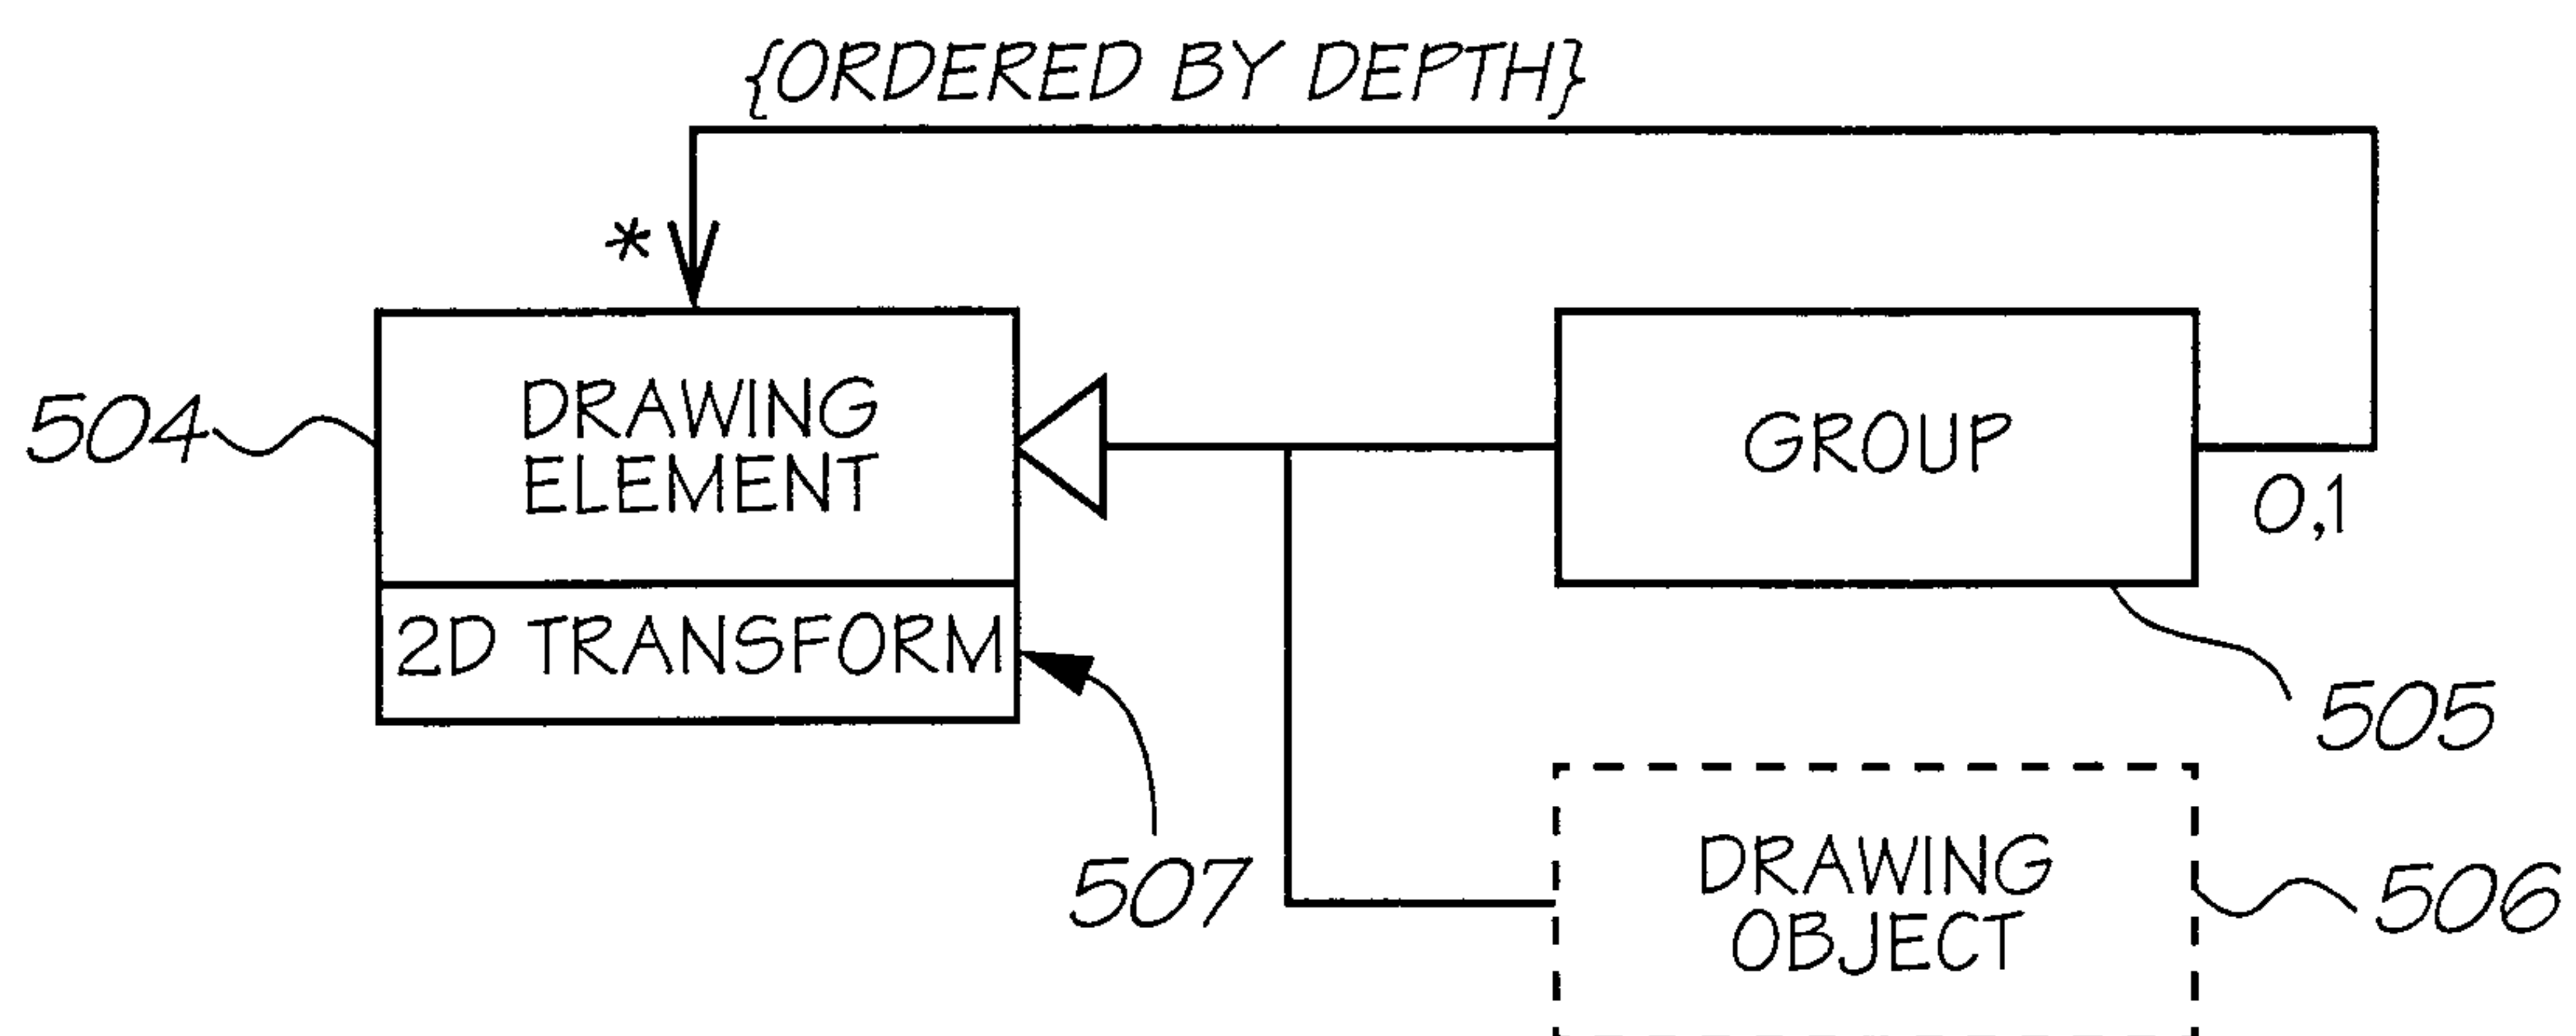 {ORDERED BY DEPTH}
*
504
DRAWING
ELEMENT
GROUP
0,1
2D TRANSFORM
505
507
DRAWING
OBJECT
506